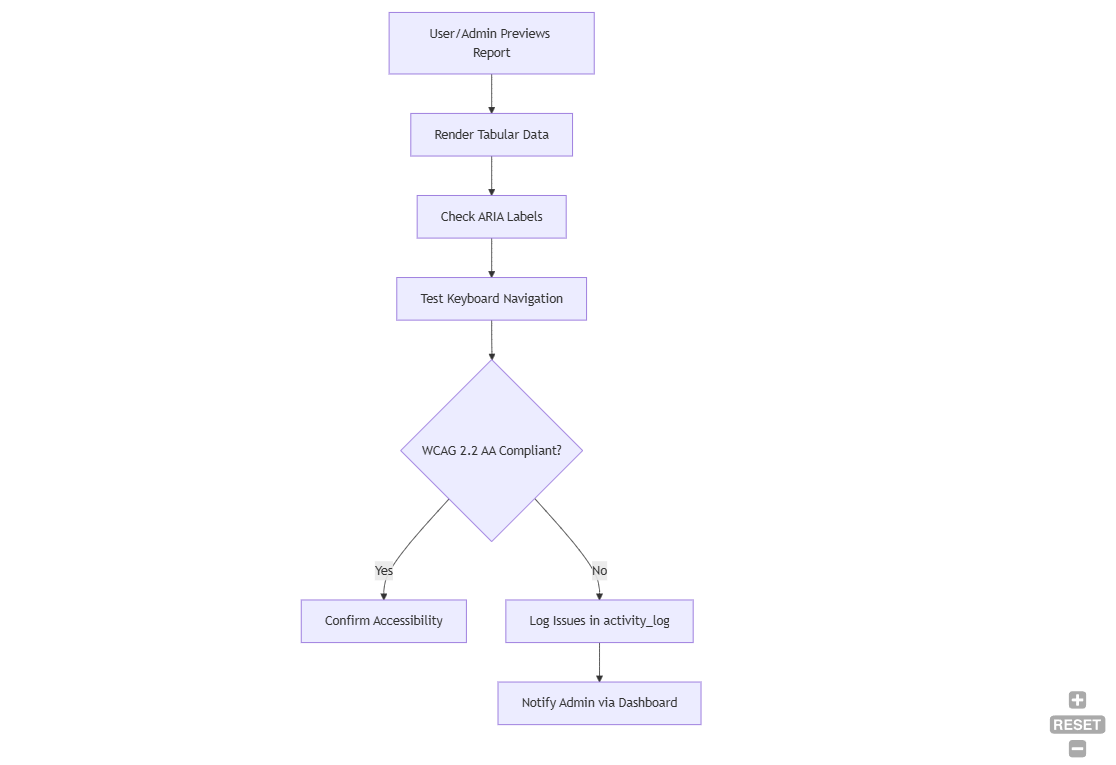 User/Admin Previews
Report
Render Tabular Data
Check ARIA Labels
Test Keyboard Navigation
WCAG 2.2 AA Compliant?
Yes
No
Confirm Accessibility
Log Issues in activity_log
Notify Admin via Dashboard
RESET